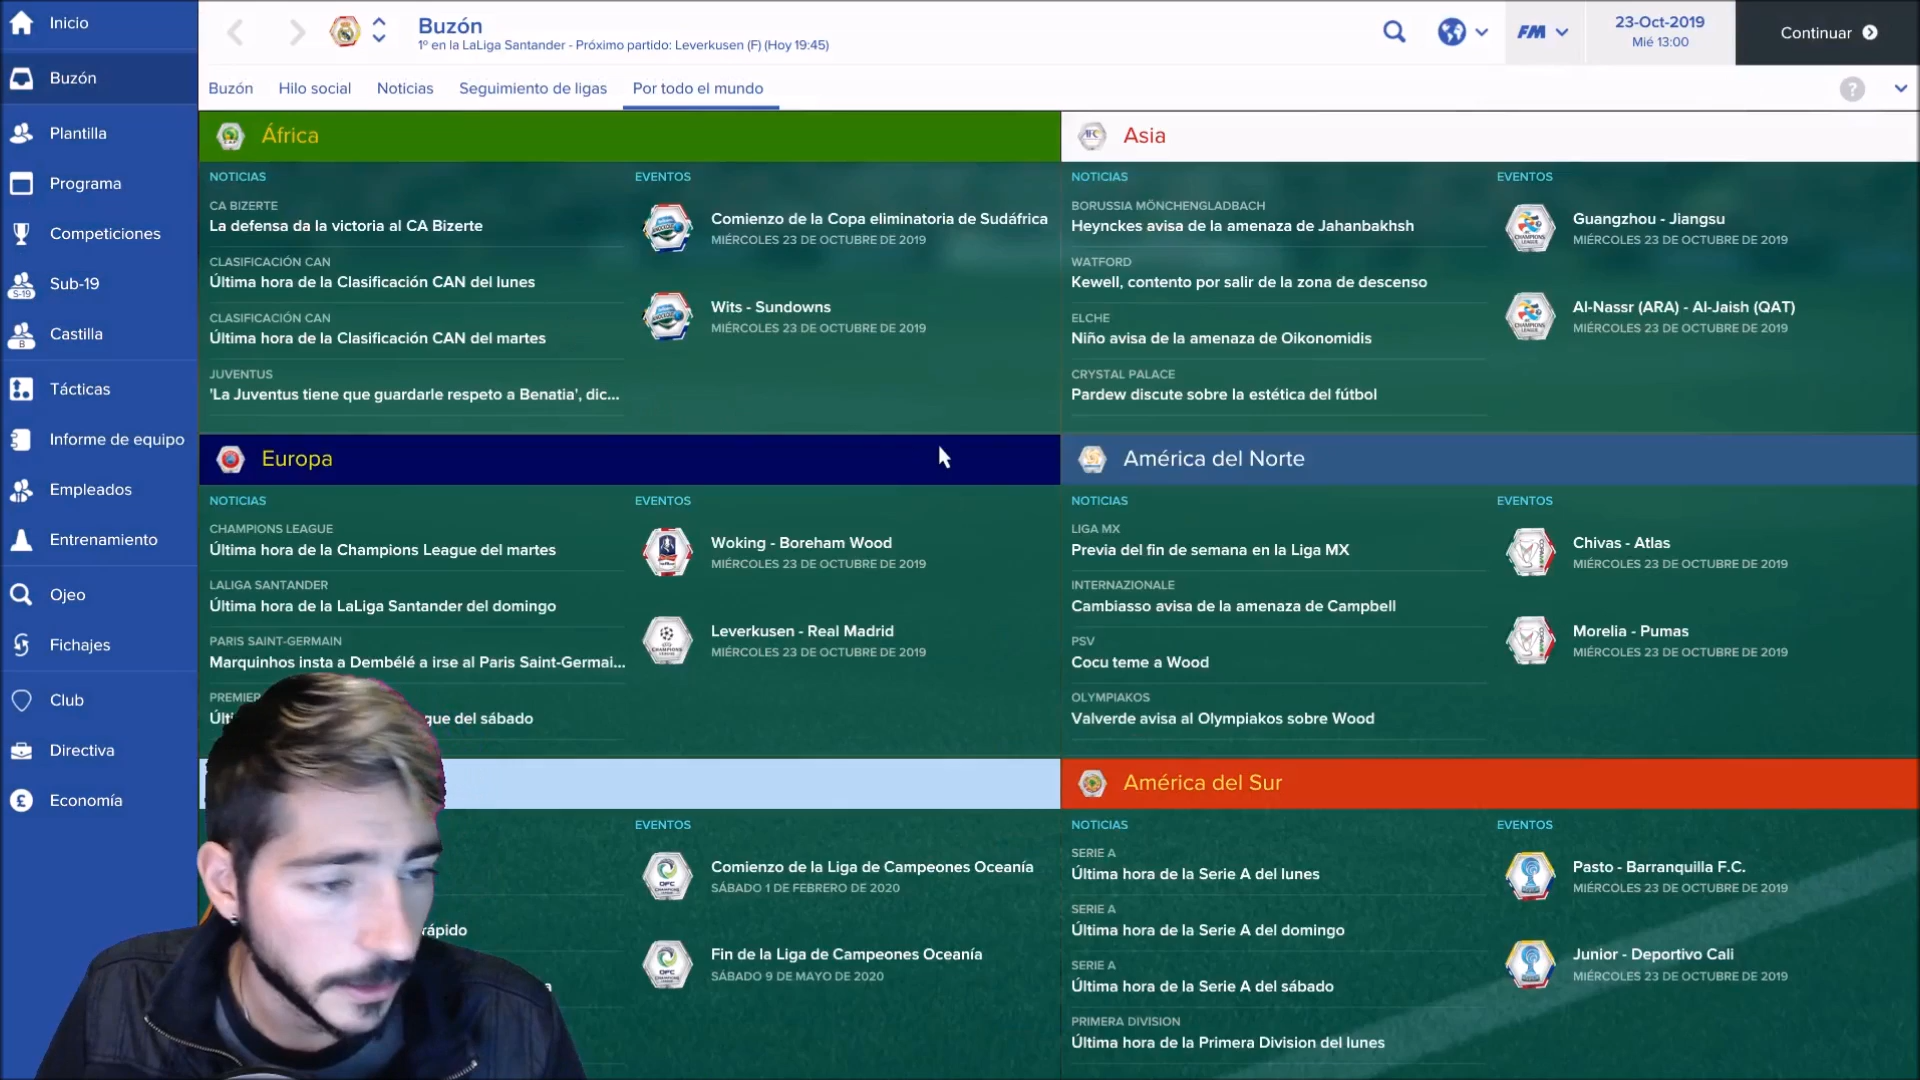 Inicio
Buzón
Plantilla
Programa
Competiciones
S-19
Sub-19
B
Castilla
Tácticas
Informe de equipo
Empleados
Entrenamiento
Ojeo
Fichajes
Club
Directiva
£
Economía
Buzón
1º en la LaLiga Santander - Próximo partido: Leverkusen (F) (Hoy 19:45)
FM
23-Oct-2019
Mié 13:00
Continuar
Buzón
Hilo social
Noticias
Seguimiento de ligas
Por todo el mundo
?
África
NOTICIAS
CA BIZERTE
La defensa da la victoria al CA Bizerte
CLASIFICACIÓN CAN
Última hora de la Clasificación CAN del lunes
CLASIFICACIÓN CAN
Última hora de la Clasificación CAN del martes
JUVENTUS
'La Juventus tiene que guardarle respeto a Benatia', dic...
EVENTOS
Comienzo de la Copa eliminatoria de Sudáfrica
MIÉRCOLES 23 DE OCTUBRE DE 2019
Wits - Sundowns
MIÉRCOLES 23 DE OCTUBRE DE 2019
AFC
Asia
NOTICIAS
BORUSSIA MÖNCHENGLADBACH
Heynckes avisa de la amenaza de Jahanbakhsh
WATFORD
Kewell, contento por salir de la zona de descenso
ELCHE
Niño avisa de la amenaza de Oikonomidis
CRYSTAL PALACE
Pardew discute sobre la estética del fútbol
EVENTOS
Guangzhou - Jiangsu
MIÉRCOLES 23 DE OCTUBRE DE 2019
Al-Nassr (ARA) - Al-Jaish (QAT)
MIÉRCOLES 23 DE OCTUBRE DE 2019
Europa
NOTICIAS
CHAMPIONS LEAGUE
Última hora de la Champions League del martes
LALIGA SANTANDER
Última hora de la LaLiga Santander del domingo
PARIS SAINT-GERMAIN
Marquinhos insta a Dembélé a irse al Paris Saint-Germai...
PREMIER
gue del sábado
EVENTOS
Woking - Boreham Wood
MIÉRCOLES 23 DE OCTUBRE DE 2019
Leverkusen - Real Madrid
MIÉRCOLES 23 DE OCTUBRE DE 2019
América del Norte
NOTICIAS
LIGA MX
Previa del fin de semana en la Liga MX
INTERNAZIONALE
Cambiasso avisa de la amenaza de Campbell
PSV
Cocu teme a Wood
OLYMPIAKOS
Valverde avisa al Olympiakos sobre Wood
EVENTOS
Chivas - Atlas
MIÉRCOLES 23 DE OCTUBRE DE 2019
Morelia - Pumas
MIÉRCOLES 23 DE OCTUBRE DE 2019
rápido
a
EVENTOS
OFC
Comienzo de la Liga de Campeones Oceanía
SÁBADO 1 DE FEBRERO DE 2020
OFC
Fin de la Liga de Campeones Oceanía
SÁBADO 9 DE MAYO DE 2020
América del Sur
NOTICIAS
SERIE A
Última hora de la Serie A del lunes
SERIE A
Última hora de la Serie A del domingo
SERIE A
Última hora de la Serie A del sábado
PRIMERA DIVISION
Última hora de la Primera Division del lunes
EVENTOS
Pasto - Barranquilla F.C.
MIÉRCOLES 23 DE OCTUBRE DE 2019
Junior - Deportivo Cali
MIÉRCOLES 23 DE OCTUBRE DE 2019